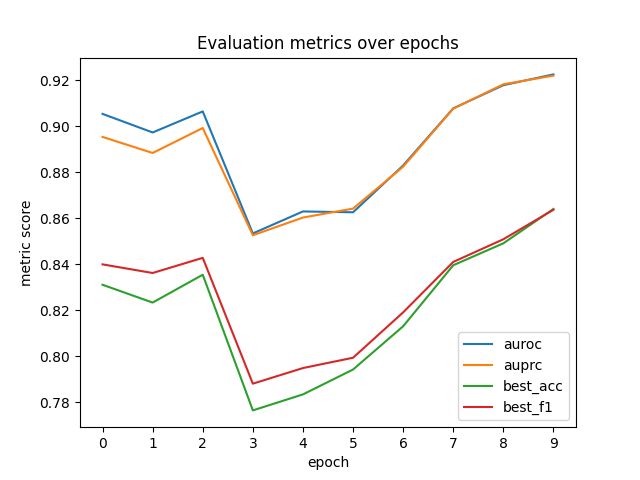 Evaluation metrics over epochs
metric score
0.92
0.90
0.88
0.86
0.84
0.82
0.80
0.78
auroc
auprc
best_acc
best_f1
0 1 2 3 4 5 6 7 8 9
epoch